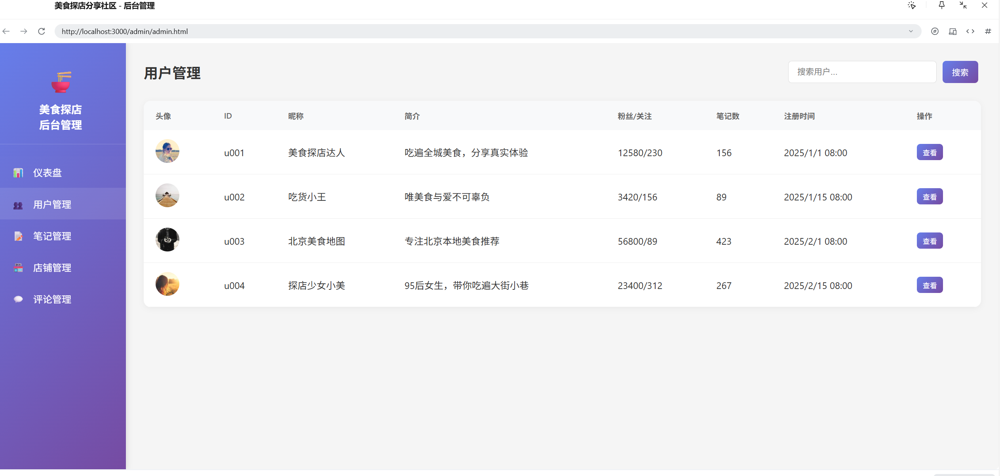 美食探店分享社区 - 后台管理
http://localhost:3000/admin/admin.html
美食探店
后台管理
仪表盘
用户管理
笔记管理
店铺管理
评论管理
用户管理
搜索用户...
搜索
头像 ID 昵称 简介 粉丝/关注 笔记数 注册时间 操作
u001 美食探店达人 吃遍全城美食，分享真实体验 12580/230 156 2025/1/1 08:00 查看
u002 吃货小王 唯美食与爱不可辜负 3420/156 89 2025/1/15 08:00 查看
u003 北京美食地图 专注北京本地美食推荐 56800/89 423 2025/2/1 08:00 查看
u004 探店少女小美 95后女生，带你吃遍大街小巷 23400/312 267 2025/2/15 08:00 查看